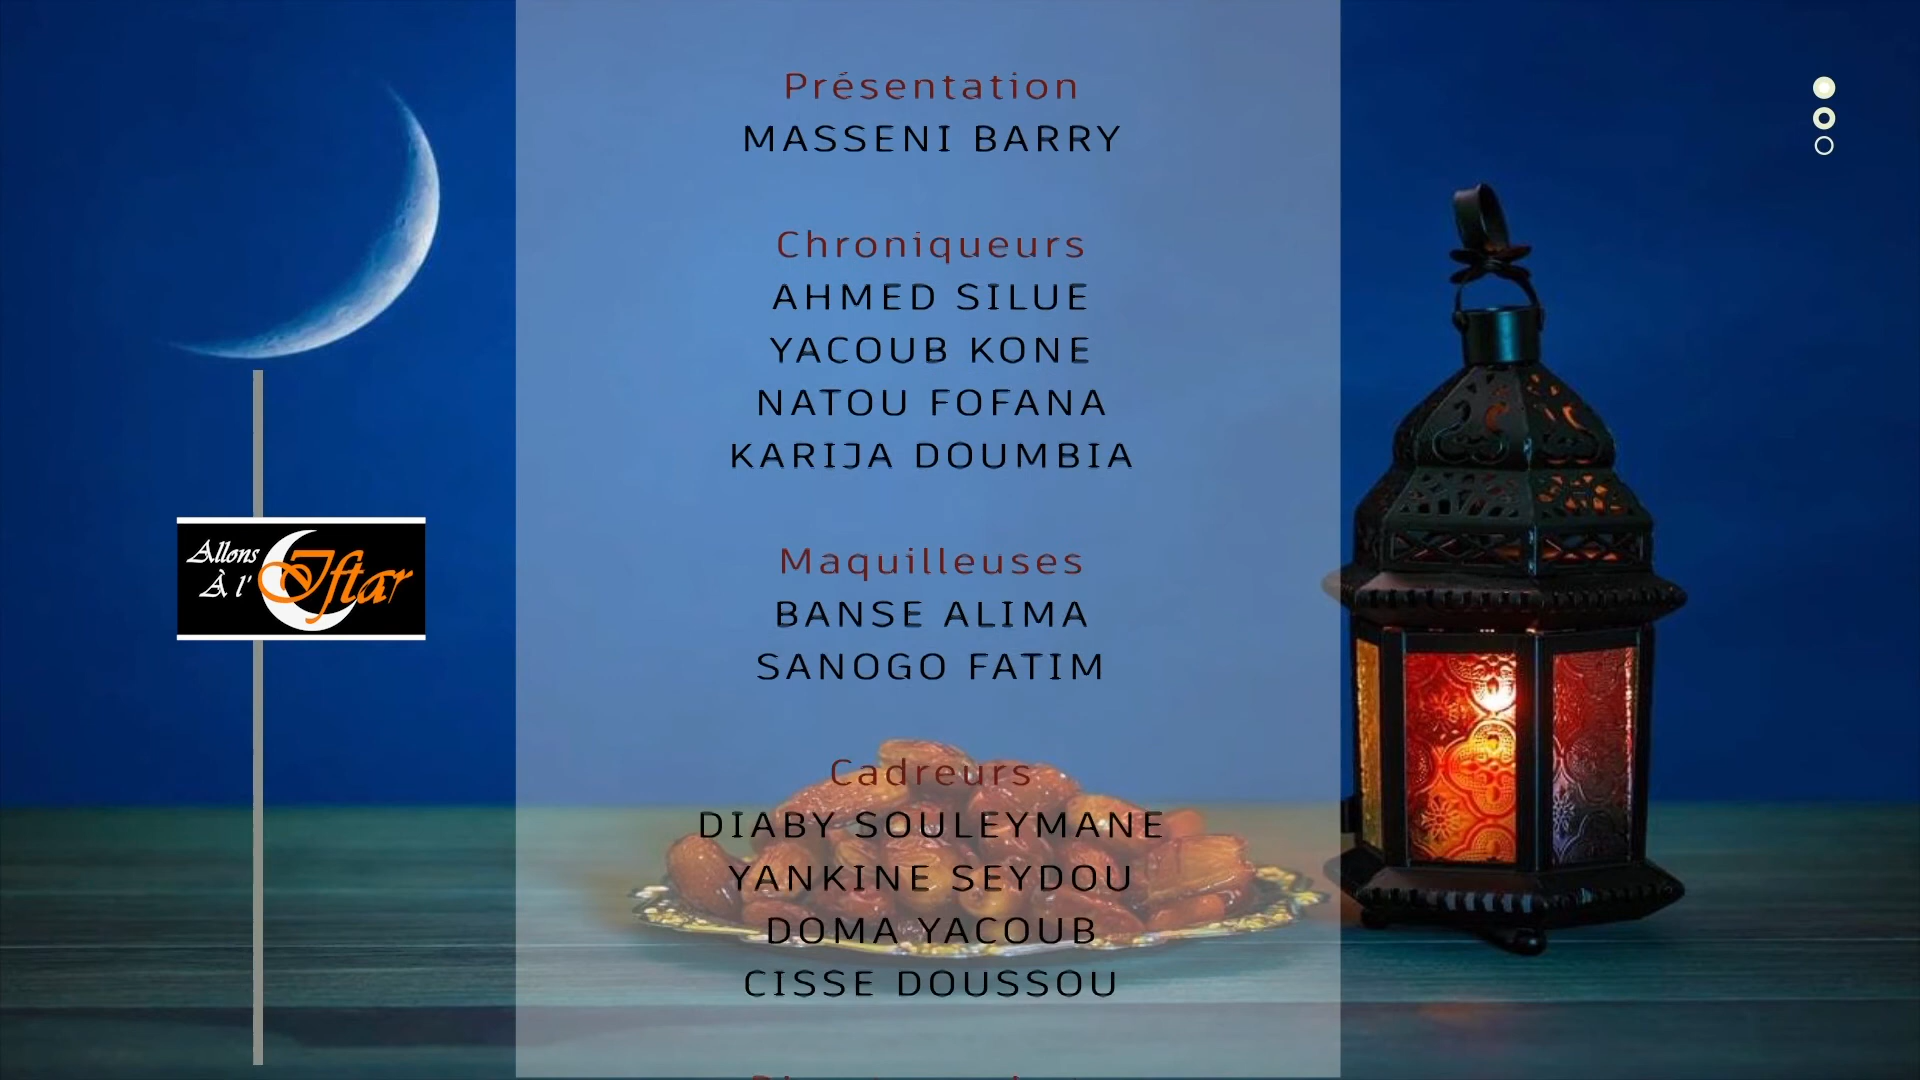 Présentation
MASSENI BARRY
Chroniqueurs
AHMED SILUE
YACOUB KONE
NATOU FOFANA
KARIJA DOUMBIA
Maquilleuses
BANSE ALIMA
SANOGO FATIM
Cadreurs
DIABY SOULEYMANE
YANKINE SEYDOU
DOMA YACOUB
CISSE DOUSSOU
Allons
À l' Iftar